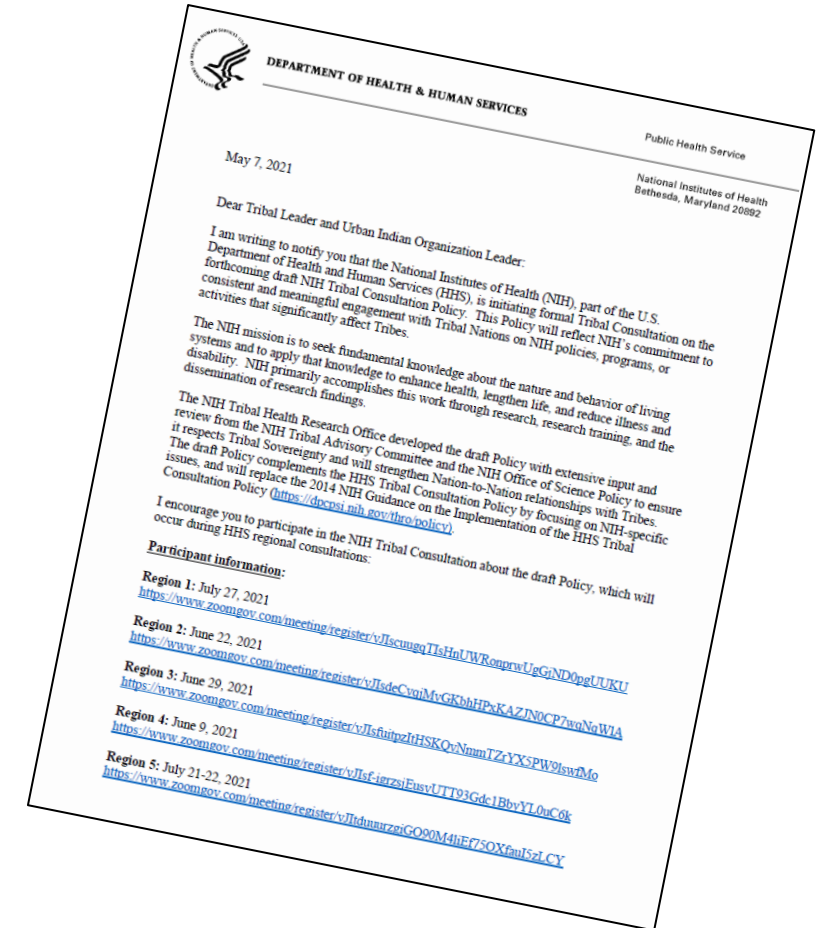 DEPARTMENT OF HEALTH & HUMAN SERVICES
Public Health Service
National Institutes of Health
Bethesda, Maryland 20892
May 7, 2021
Dear Tribal Leader and Urban Indian Organization Leader:
I am writing to notify you that the National Institutes of Health (NIH), part of the U.S.
Department of Health and Human Services (HHS), is initiating formal Tribal Consultation on the
forthcoming draft NIH Tribal Consultation Policy. This Policy will reflect NIH's commitment to
consistent and meaningful engagement with Tribal Nations on NIH policies, programs, or
activities that significantly affect Tribes.
The NIH mission is to seek fundamental knowledge about the nature and behavior of living
systems and to apply that knowledge to enhance health, lengthen life, and reduce illness and
disability. NIH primarily accomplishes this work through research, research training, and the
dissemination of research findings.
The NIH Tribal Health Research Office developed the draft Policy with extensive input and
review from the NIH Tribal Advisory Committee and the NIH Office of Science Policy to ensure
it respects Tribal Sovereignty and will strengthen Nation-to-Nation relationships with Tribes.
The draft Policy complements the HHS Tribal Consultation Policy by focusing on NIH-specific
issues, and will replace the 2014 NIH Guidance on the Implementation of the HHS Tribal
Consultation Policy (https://dpcpsi.nih.gov/thro/policy).
I encourage you to participate in the NIH Tribal Consultation about the draft Policy, which will
occur during HHS regional consultations:
Participant information:
Region 1: July 27, 2021
Region 2: June 22, 2021
Region 3: June 29, 2021
Region 4: June 9, 2021
Region 5: July 21-22, 2021